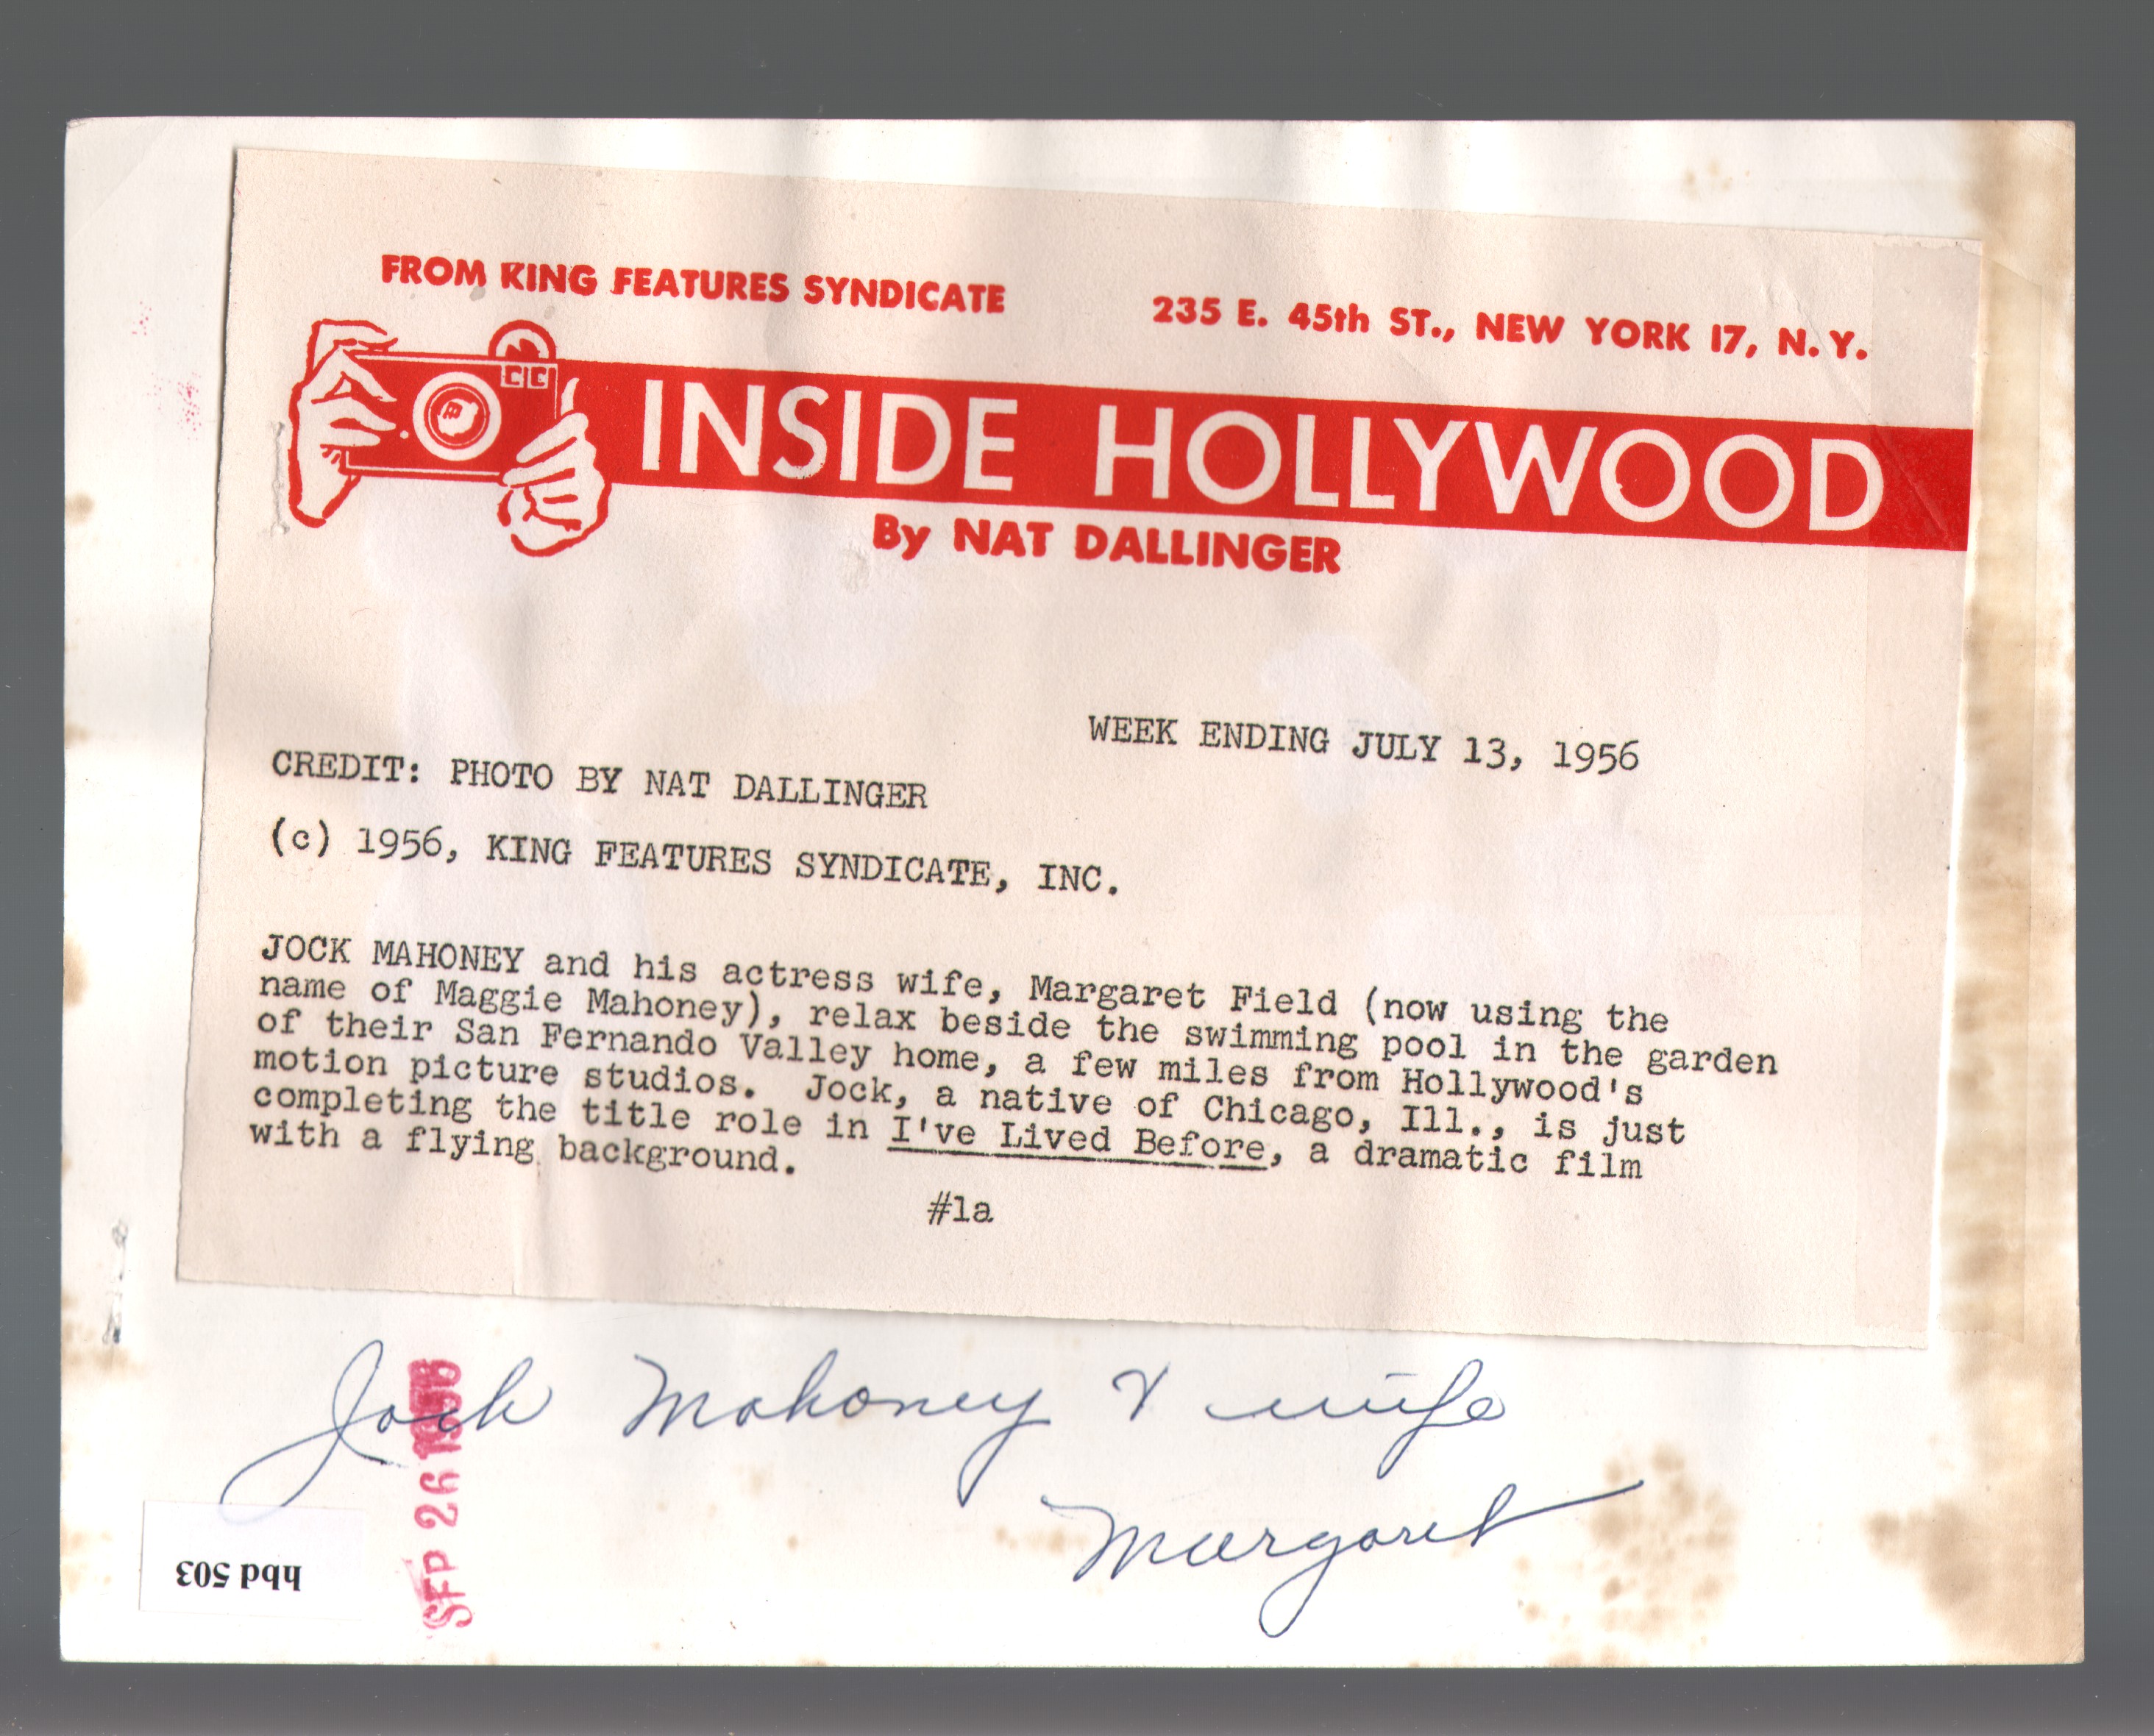 FROM KING FEATURES SYNDICATE 235 E. 45th ST., NEW YORK 17, N. Y.
INSIDE HOLLYWOOD
By NAT DALLINGER
WEEK ENDING JULY 13, 1956
CREDIT: PHOTO BY NAT DALLINGER
(c) 1956, KING FEATURES SYNDICATE, INC.
JOCK MAHONEY and his actress wife, Margaret Field (now using the
name of Maggie Mahoney), relax beside the swimming pool in the garden
of their San Fernando Valley home, a few miles from Hollywood's
motion picture studios. Jock, a native of Chicago, Ill., is just
completing the title role in I've Lived Before, a dramatic film
with a flying background.
#1a
Jock Mahoney & wife
Margaret
SEP 26 1956
hbd 503